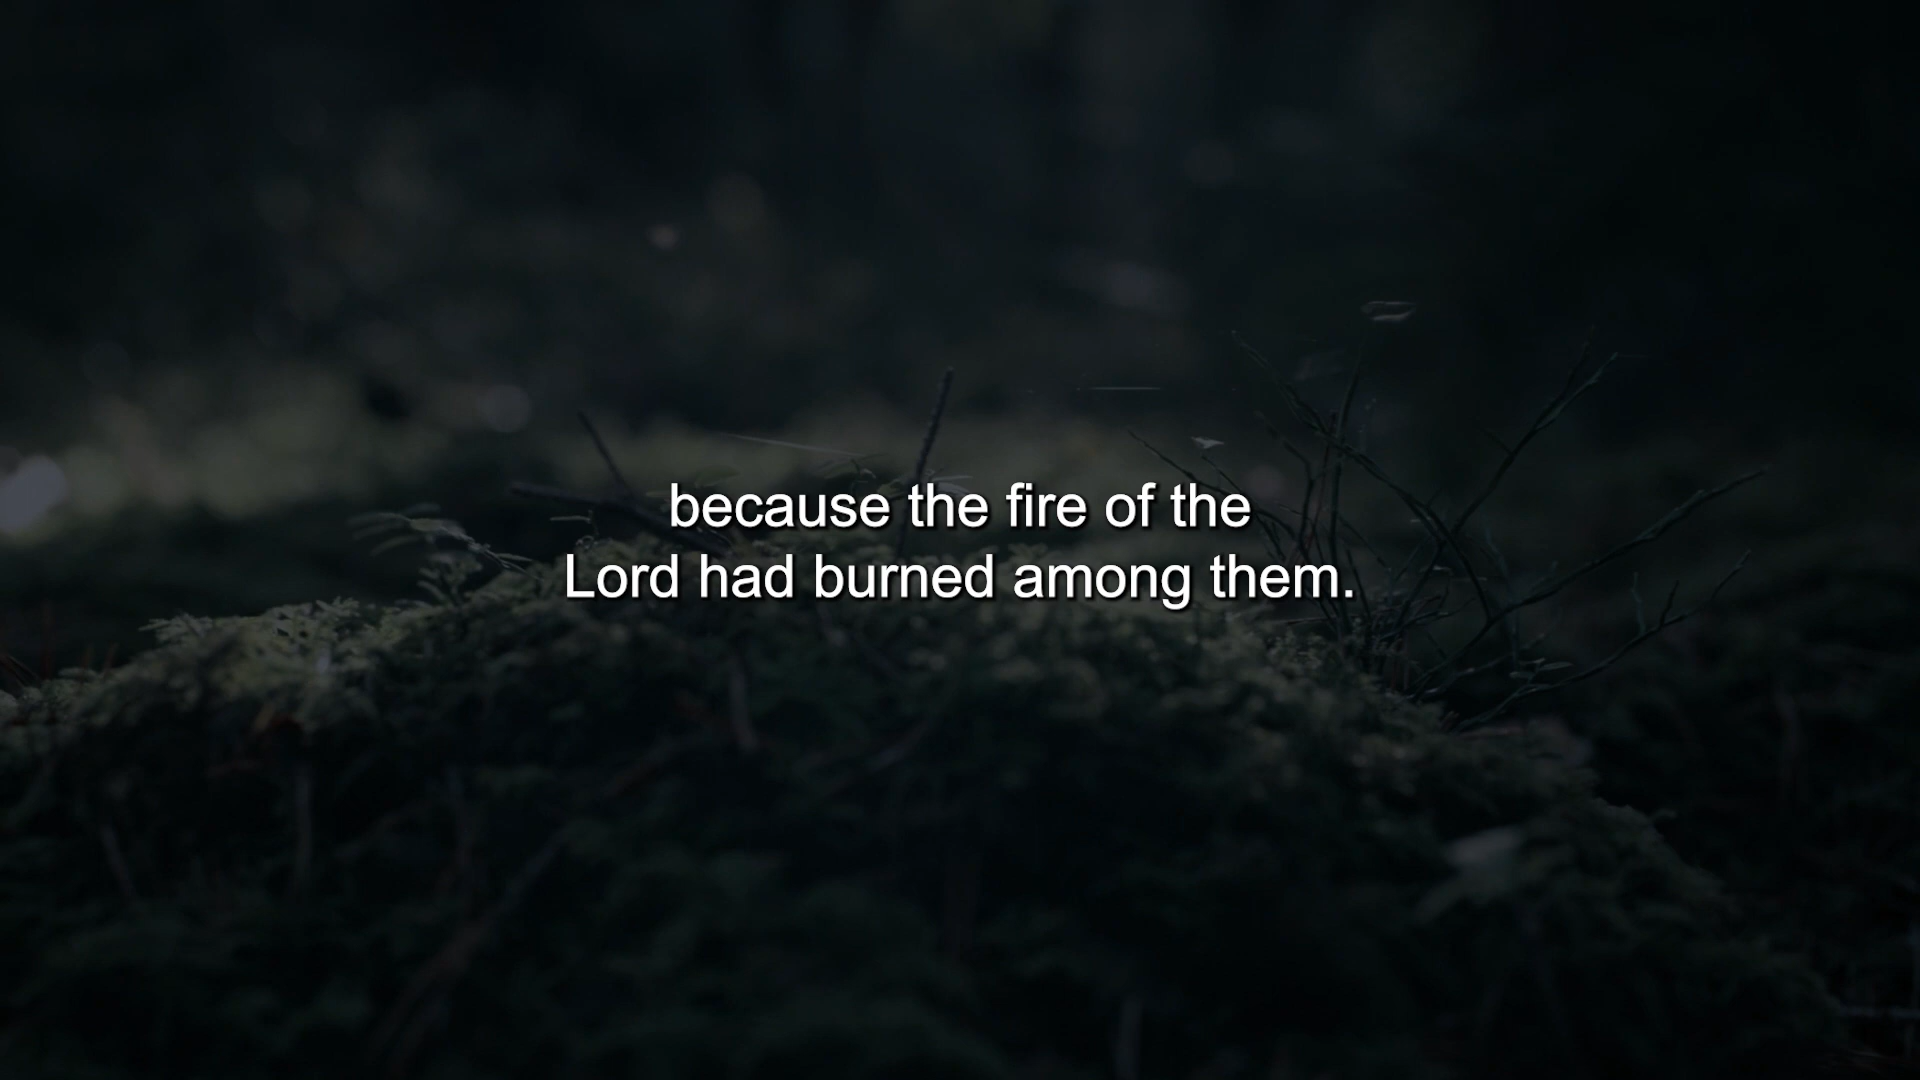 because the fire of the
Lord had burned among them.